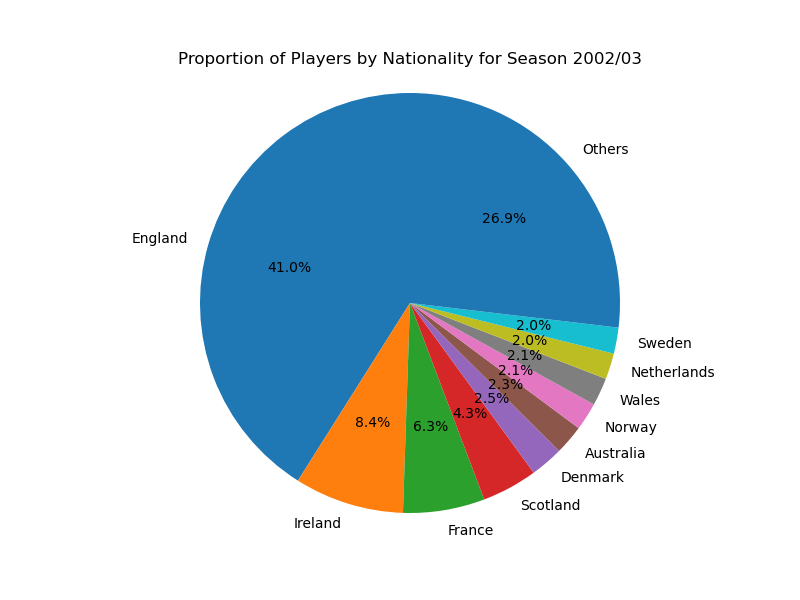 Proportion of Players by Nationality for Season 2002/03
Others
26.9%
England
41.0%
2.0%
Sweden
2.0%
Netherlands
2.1%
Wales
2.1%
Norway
2.3%
Australia
2.5%
Denmark
4.3%
Scotland
6.3%
France
8.4%
Ireland